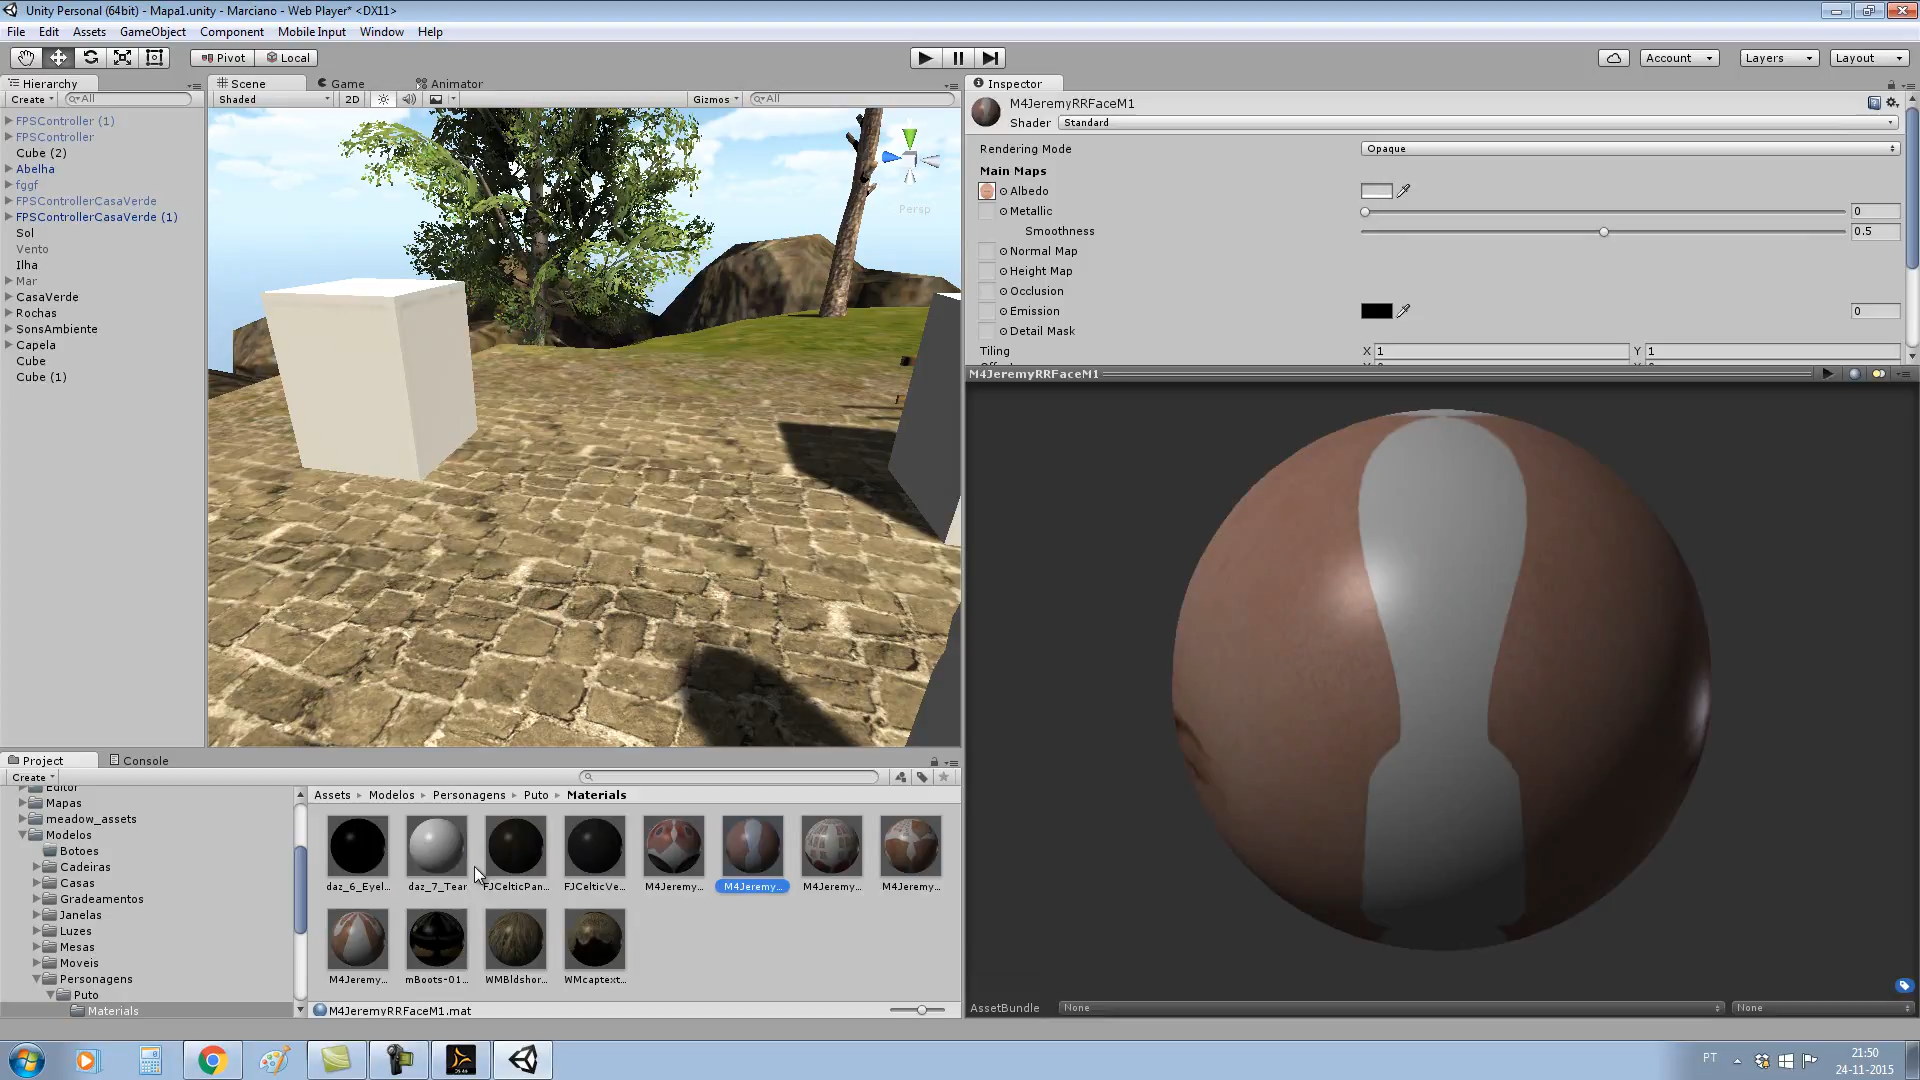 Unity Personal (64bit) - Mapa1.unity - Marciano - Web Player* <DX11>
File Edit Assets GameObject Component Mobile Input Window Help
Pivot Local Account Layers Layout
Hierarchy
Create All
FPSController (1)
FPSController
Cube (2)
Abelha
fggf
FPSControllerCasaVerde
FPSControllerCasaVerde (1)
Sol
Vento
Ilha
Mar
CasaVerde
Rochas
SonsAmbiente
Capela
Cube
Cube (1)
Scene Game Animator
Shaded 2D Gizmos All
Persp
Inspector
M4JeremyRRFaceM1
Shader Standard
Rendering Mode Opaque
Main Maps
Albedo
Metallic 0
Smoothness 0.5
Normal Map
Height Map
Occlusion
Emission 0
Detail Mask
Tiling X 1 Y 1
M4JeremyRRFaceM1
AssetBundle None None
Project Console
Create
Editor
Mapas
meadow_assets
Modelos
Botoes
Cadeiras
Casas
Gradeamentos
Janelas
Luzes
Mesas
Moveis
Personagens
Puto
Materials
Assets Modelos Personagens Puto Materials
daz_6_Eyel... daz_7_Tear FJCelticPan... FJCelticVe... M4Jeremy... M4Jeremy... M4Jeremy... M4Jeremy...
M4Jeremy... mBoots-01... WMBldshor... WMcaptext...
M4JeremyRRFaceM1.mat
PT
21:50
24-11-2015